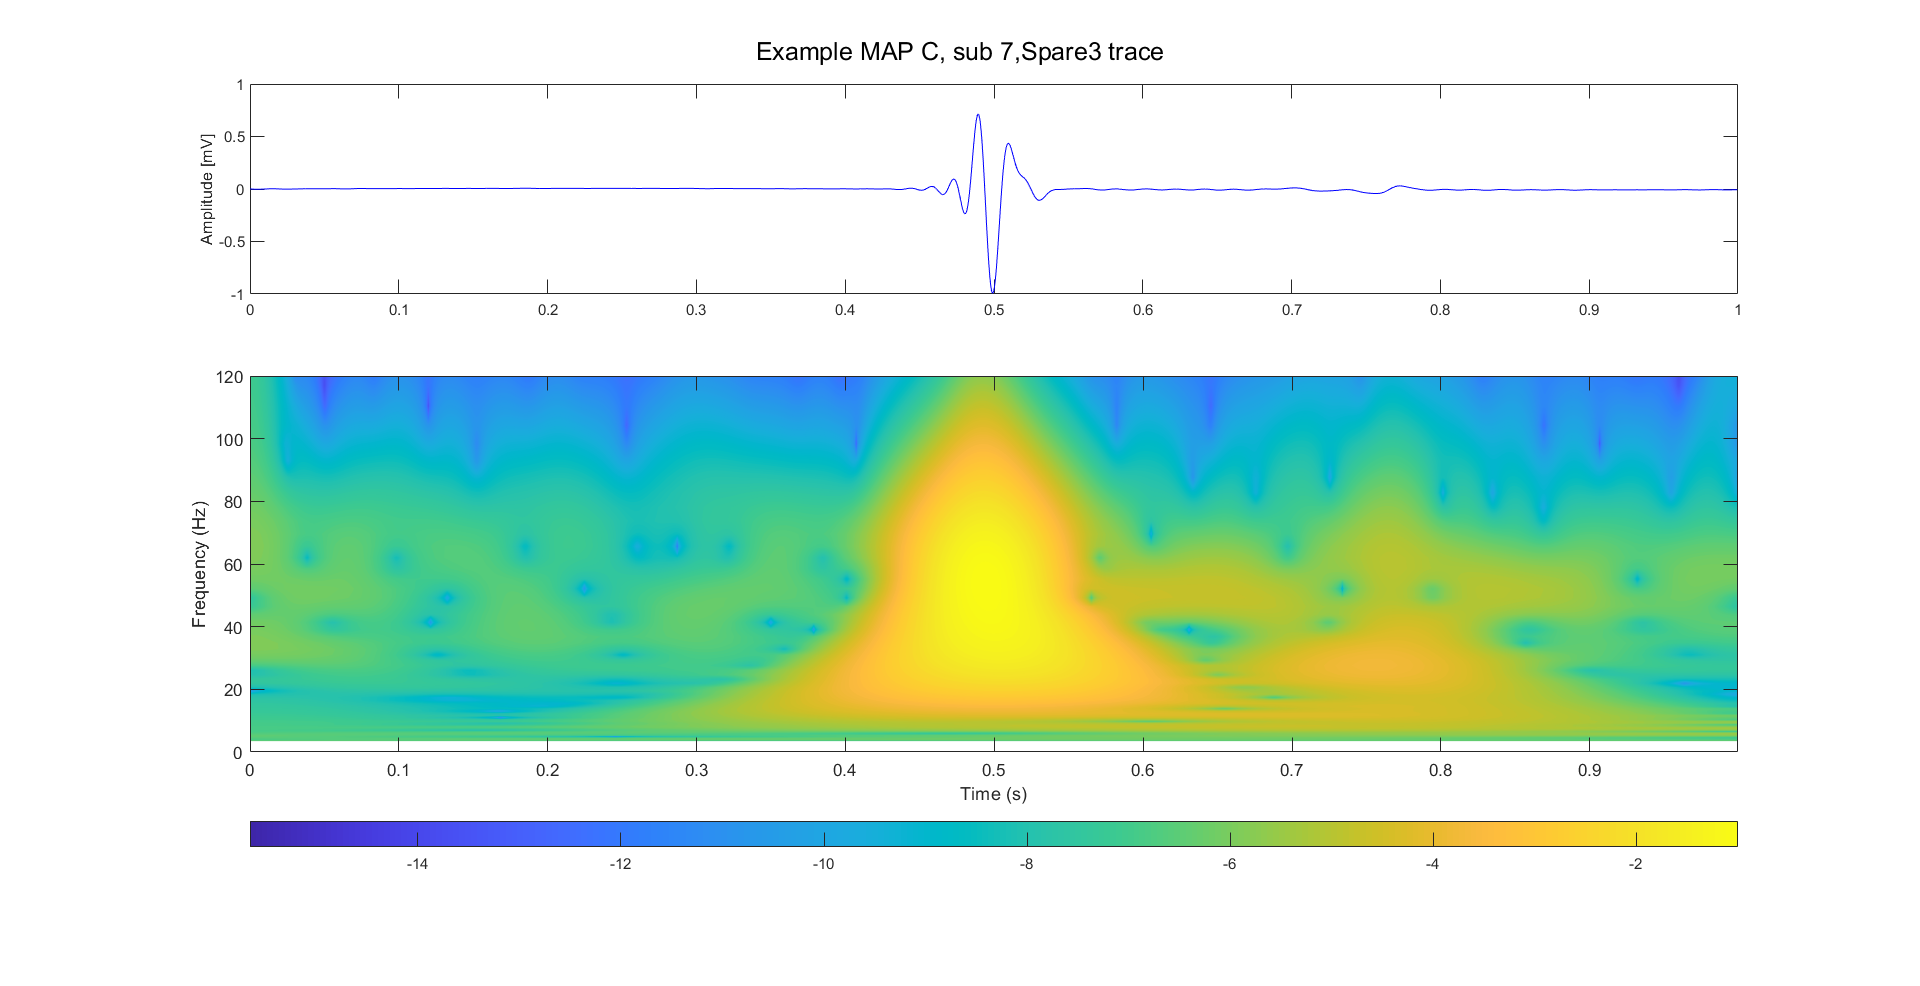 Example MAP C, sub 7,Spare3 trace
Amplitude [mV]
1
0.5
0
-0.5
-1
0 0.1 0.2 0.3 0.4 0.5 0.6 0.7 0.8 0.9 1
Frequency (Hz)
120
100
80
60
40
20
0
0 0.1 0.2 0.3 0.4 0.5 0.6 0.7 0.8 0.9
Time (s)
-14 -12 -10 -8 -6 -4 -2